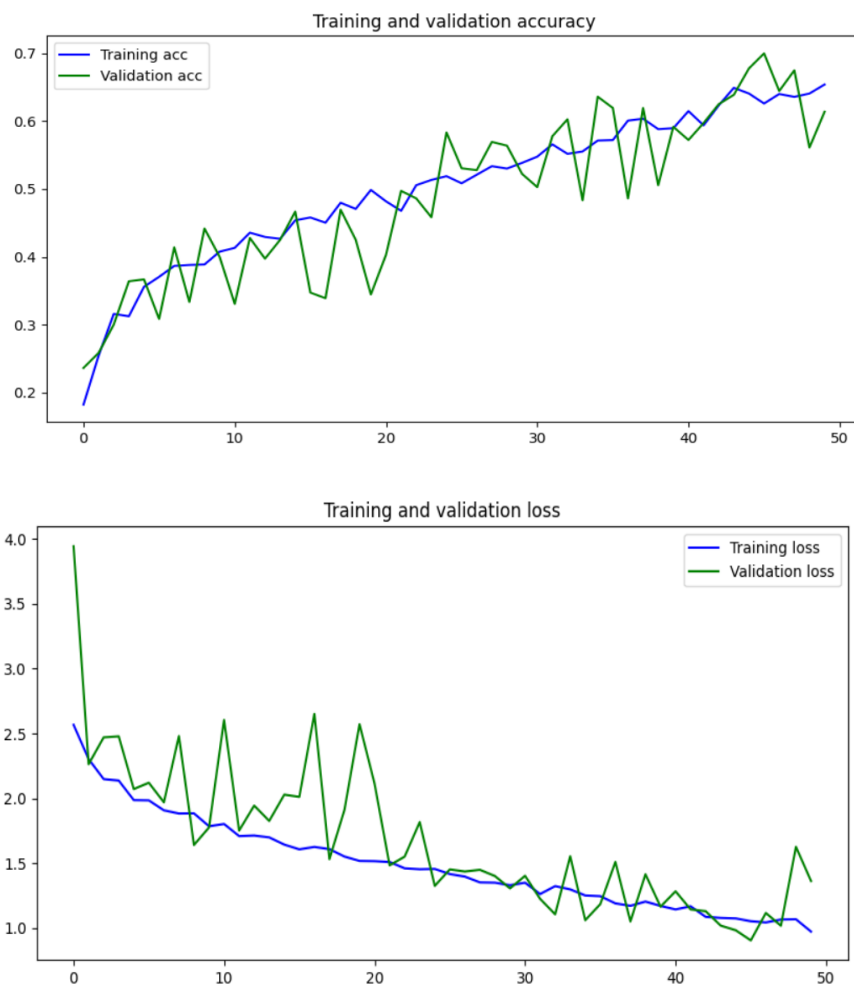 Training and validation accuracy
Training acc
Validation acc
0.7
0.6
0.5
0.4
0.3
0.2
0 10 20 30 40 50
Training and validation loss
Training loss
Validation loss
4.0
3.5
3.0
2.5
2.0
1.5
1.0
0 10 20 30 40 50